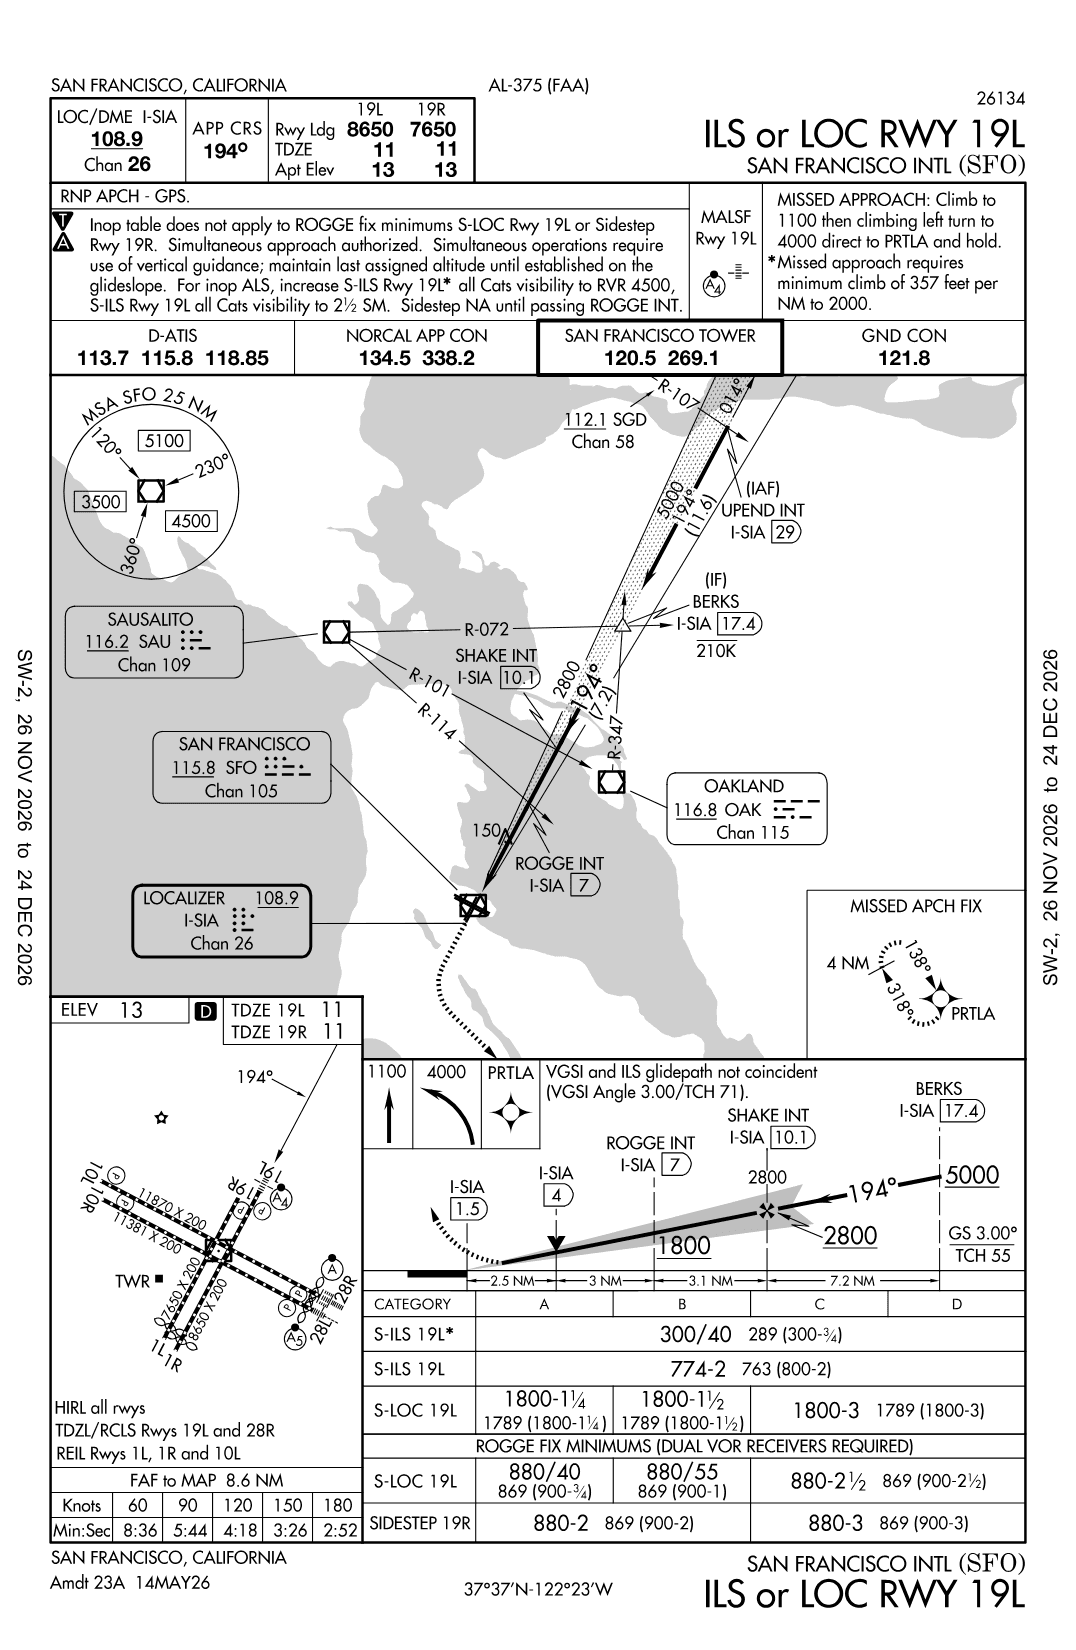 SAN FRANCISCO, CALIFORNIA
AL-375 (FAA)
26134
ILS or LOC RWY 19L
SAN FRANCISCO INTL (SFO)
LOC/DME I-SIA
108.9
Chan 26
APP CRS
194°
19L 19R
Rwy Ldg 8650 7650
TDZE 11 11
Apt Elev 13 13
RNP APCH - GPS.
T
A
Inop table does not apply to ROGGE fix minimums S-LOC Rwy 19L or Sidestep
Rwy 19R. Simultaneous approach authorized. Simultaneous operations require
use of vertical guidance; maintain last assigned altitude until established on the
glideslope. For inop ALS, increase S-ILS Rwy 19L* all Cats visibility to RVR 4500,
S-ILS Rwy 19L all Cats visibility to 2½ SM. Sidestep NA until passing ROGGE INT.
MALSF
Rwy 19L
A4
MISSED APPROACH: Climb to
1100 then climbing left turn to
4000 direct to PRTLA and hold.
*Missed approach requires
minimum climb of 357 feet per
NM to 2000.
D-ATIS
113.7 115.8 118.85
NORCAL APP CON
134.5 338.2
SAN FRANCISCO TOWER
120.5 269.1
GND CON
121.8
MSA SFO 25 NM
120°
5100
230°
3500
4500
360°
R-107
014°
112.1 SGD
Chan 58
5000
194°
(11.6)
(IAF)
UPEND INT
I-SIA 29
(IF)
BERKS
I-SIA 17.4
210K
SAUSALITO
116.2 SAU
Chan 109
R-072
SHAKE INT
I-SIA 10.1
R-101
R-114
2800
194°
(7.2)
R-347
SAN FRANCISCO
115.8 SFO
Chan 105
OAKLAND
116.8 OAK
Chan 115
150
ROGGE INT
I-SIA 7
LOCALIZER 108.9
I-SIA
Chan 26
MISSED APCH FIX
4 NM
138°
318°
PRTLA
SW-2, 26 NOV 2026 to 24 DEC 2026
SW-2, 26 NOV 2026 to 24 DEC 2026
ELEV 13
D
TDZE 19L 11
TDZE 19R 11
194°
10L
10R
P
11870 X 200
11381 X 200
19R
19L
A4
P
P
TWR
7650 X 200
8650 X 200
P
P
A
28R
28L
A5
1L
1R
HIRL all rwys
TDZL/RCLS Rwys 19L and 28R
REIL Rwys 1L, 1R and 10L
FAF to MAP 8.6 NM
Knots 60 90 120 150 180
Min:Sec 8:36 5:44 4:18 3:26 2:52
1100
4000
PRTLA
VGSI and ILS glidepath not coincident
(VGSI Angle 3.00/TCH 71).
BERKS
I-SIA 17.4
SHAKE INT
I-SIA 10.1
ROGGE INT
I-SIA 7
I-SIA
4
I-SIA
1.5
2800
194°
5000
2800
1800
GS 3.00°
TCH 55
2.5 NM 3 NM 3.1 NM 7.2 NM
CATEGORY A B C D
S-ILS 19L* 300/40 289 (300-¾)
S-ILS 19L 774-2 763 (800-2)
S-LOC 19L 1800-1¼ 1789 (1800-1¼) 1800-1½ 1789 (1800-1½) 1800-3 1789 (1800-3)
ROGGE FIX MINIMUMS (DUAL VOR RECEIVERS REQUIRED)
S-LOC 19L 880/40 869 (900-¾) 880/55 869 (900-1) 880-2½ 869 (900-2½)
SIDESTEP 19R 880-2 869 (900-2) 880-3 869 (900-3)
SAN FRANCISCO, CALIFORNIA
Amdt 23A 14MAY26
37°37'N-122°23'W
SAN FRANCISCO INTL (SFO)
ILS or LOC RWY 19L